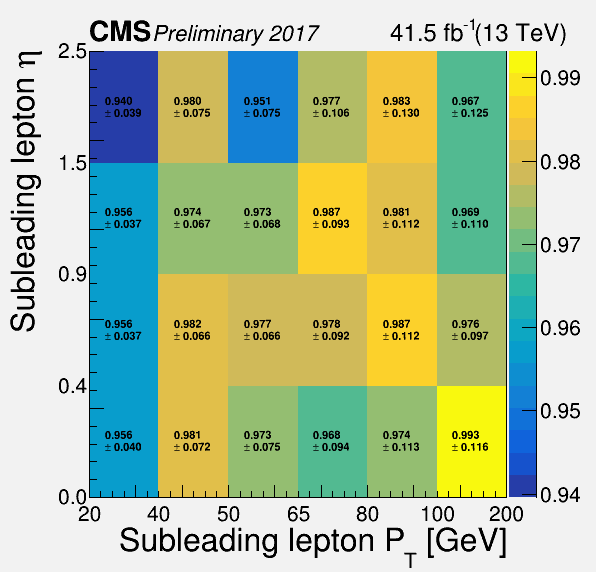 CMS Preliminary 2017 41.5 fb⁻¹(13 TeV)
Subleading lepton η
2.5
1.5
0.9
0.4
0.0
0.940 0.980 0.951 0.977 0.983 0.967
± 0.039 ± 0.075 ± 0.075 ± 0.106 ± 0.130 ± 0.125
0.956 0.974 0.973 0.987 0.981 0.969
± 0.037 ± 0.067 ± 0.068 ± 0.093 ± 0.112 ± 0.110
0.956 0.982 0.977 0.978 0.987 0.976
± 0.037 ± 0.066 ± 0.066 ± 0.092 ± 0.112 ± 0.097
0.956 0.981 0.973 0.968 0.974 0.993
± 0.040 ± 0.072 ± 0.075 ± 0.094 ± 0.113 ± 0.116
20 40 50 65 80 100 200
Subleading lepton P_T [GeV]
0.99
0.98
0.97
0.96
0.95
0.94